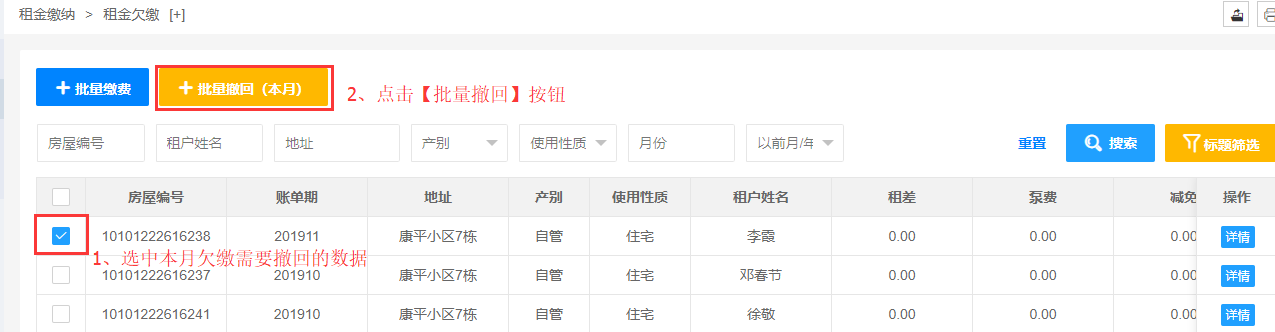 租金缴纳 > 租金欠缴 [+]
批量缴费 批量撤回（本月） 2、点击【批量撤回】按钮
房屋编号 租户姓名 地址 产别 使用性质 月份 以前月/年 重置 搜索 标题筛选
房屋编号 账单期 地址 产别 使用性质 租户姓名 租差 泵费 减免 操作
10101222616238 201911 康平小区7栋 自管 住宅 李霞 0.00 0.00 0.00 详情
1、选中本月欠缴需要撤回的数据
10101222616237 201910 康平小区7栋 自管 住宅 邓春节 0.00 0.00 0.00 详情
10101222616241 201910 康平小区7栋 自管 住宅 徐敬 0.00 0.00 0.00 详情